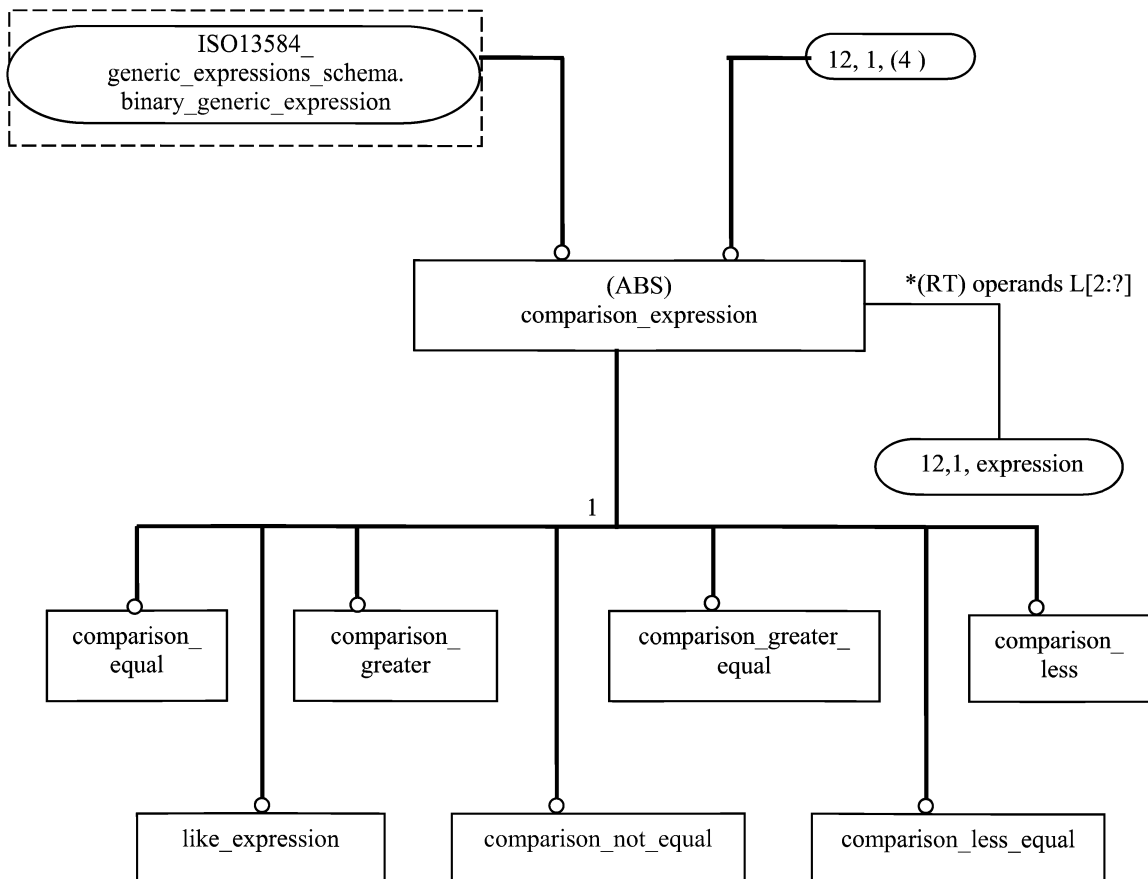 ISO13584_
generic_expressions_schema.
binary_generic_expression
12, 1, (4 )
(ABS)
comparison_expression
*(RT) operands L[2:?]
12,1, expression
1
comparison_
equal
comparison_
greater
comparison_greater_
equal
comparison_
less
like_expression
comparison_not_equal
comparison_less_equal